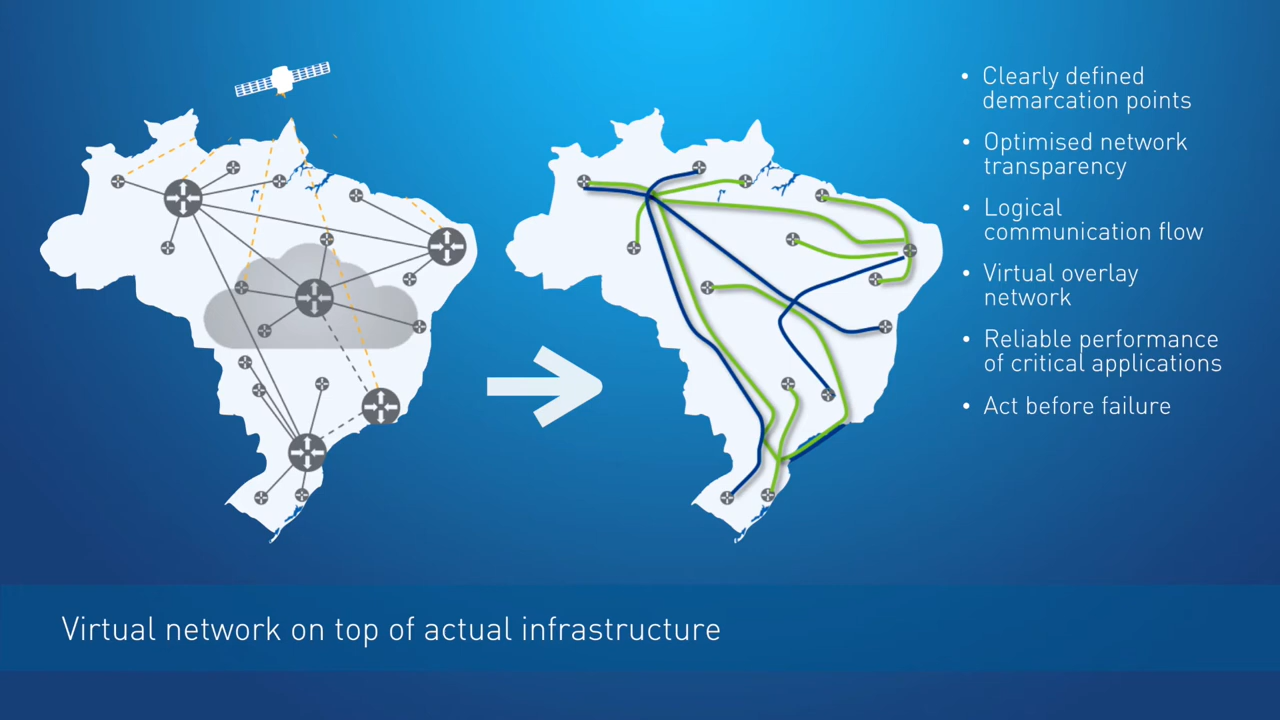 • Clearly defined
demarcation points
• Optimised network
transparency
• Logical
communication flow
• Virtual overlay
network
• Reliable performance
of critical applications
• Act before failure
Virtual network on top of actual infrastructure